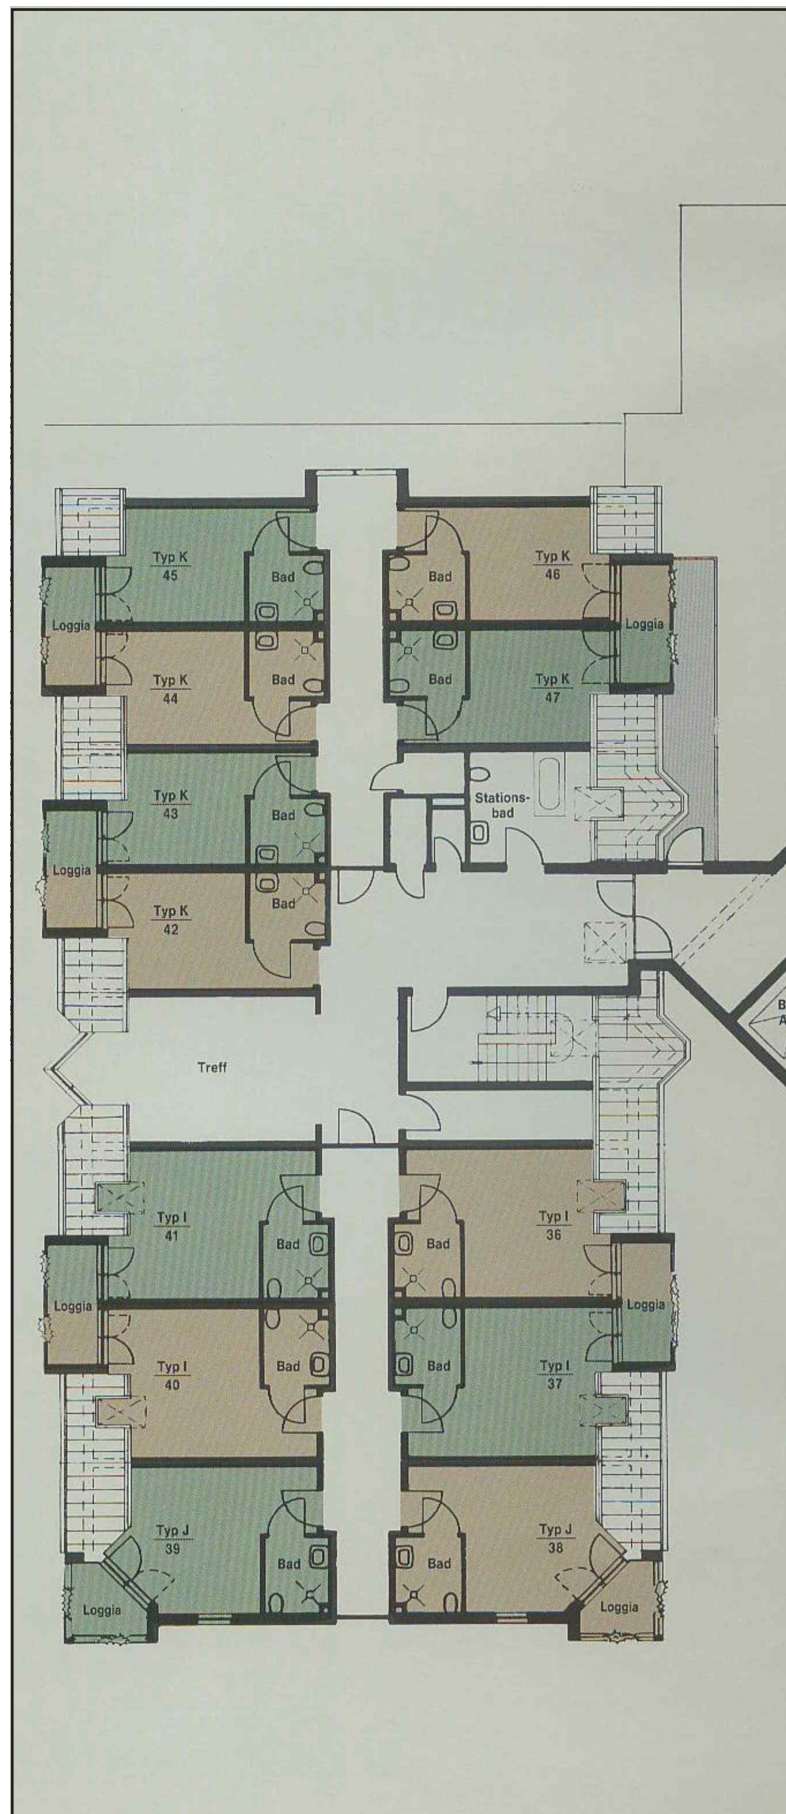 Typ K
45
Bad
Typ K
46
Bad
Loggia
Loggia
Typ K
44
Bad
Typ K
47
Bad
Typ K
43
Bad
Stations-
bad
Loggia
Typ K
42
Bad
B
A
Treff
Typ I
41
Bad
Typ I
36
Bad
Loggia
Loggia
Typ I
40
Bad
Typ I
37
Bad
Typ J
39
Bad
Typ J
38
Bad
Loggia
Loggia